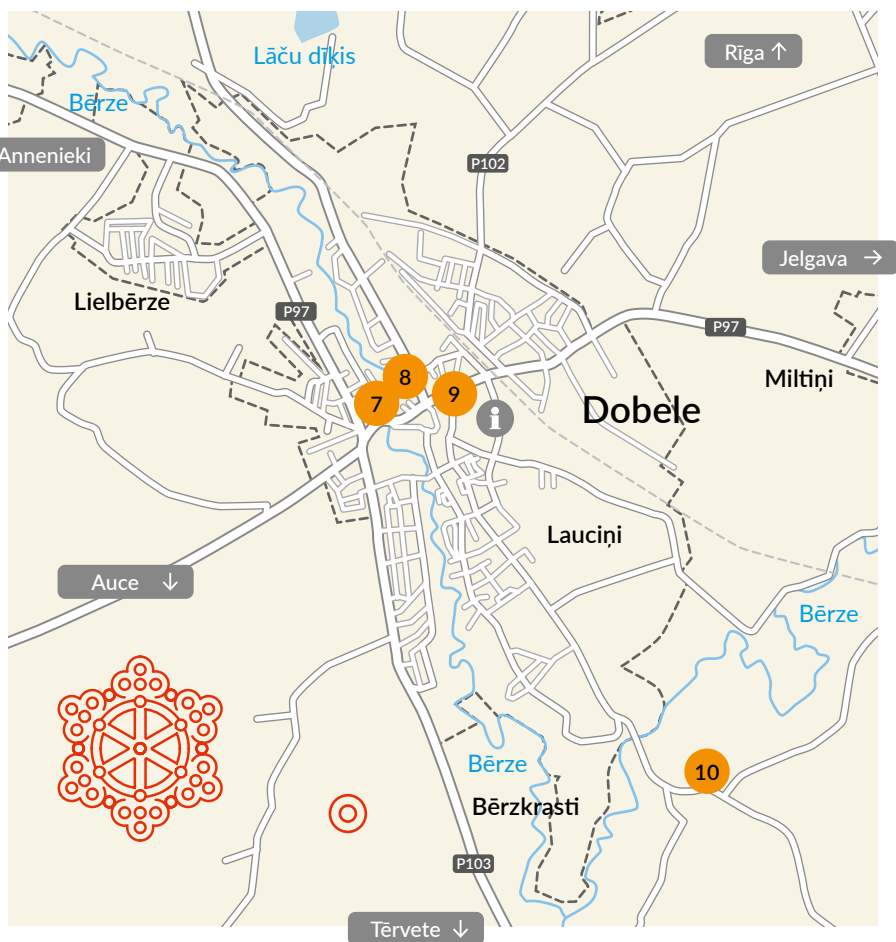 Lāču dīķis
Rīga ↑
Bērze
Annenieki
P102
Jelgava →
Lielbērze
P97
P97
Miltiņi
8
9
7
Dobele
i
Lauciņi
Auce ↓
Bērze
Bērze
10
Bērzkrasti
P103
Tērvete ↓